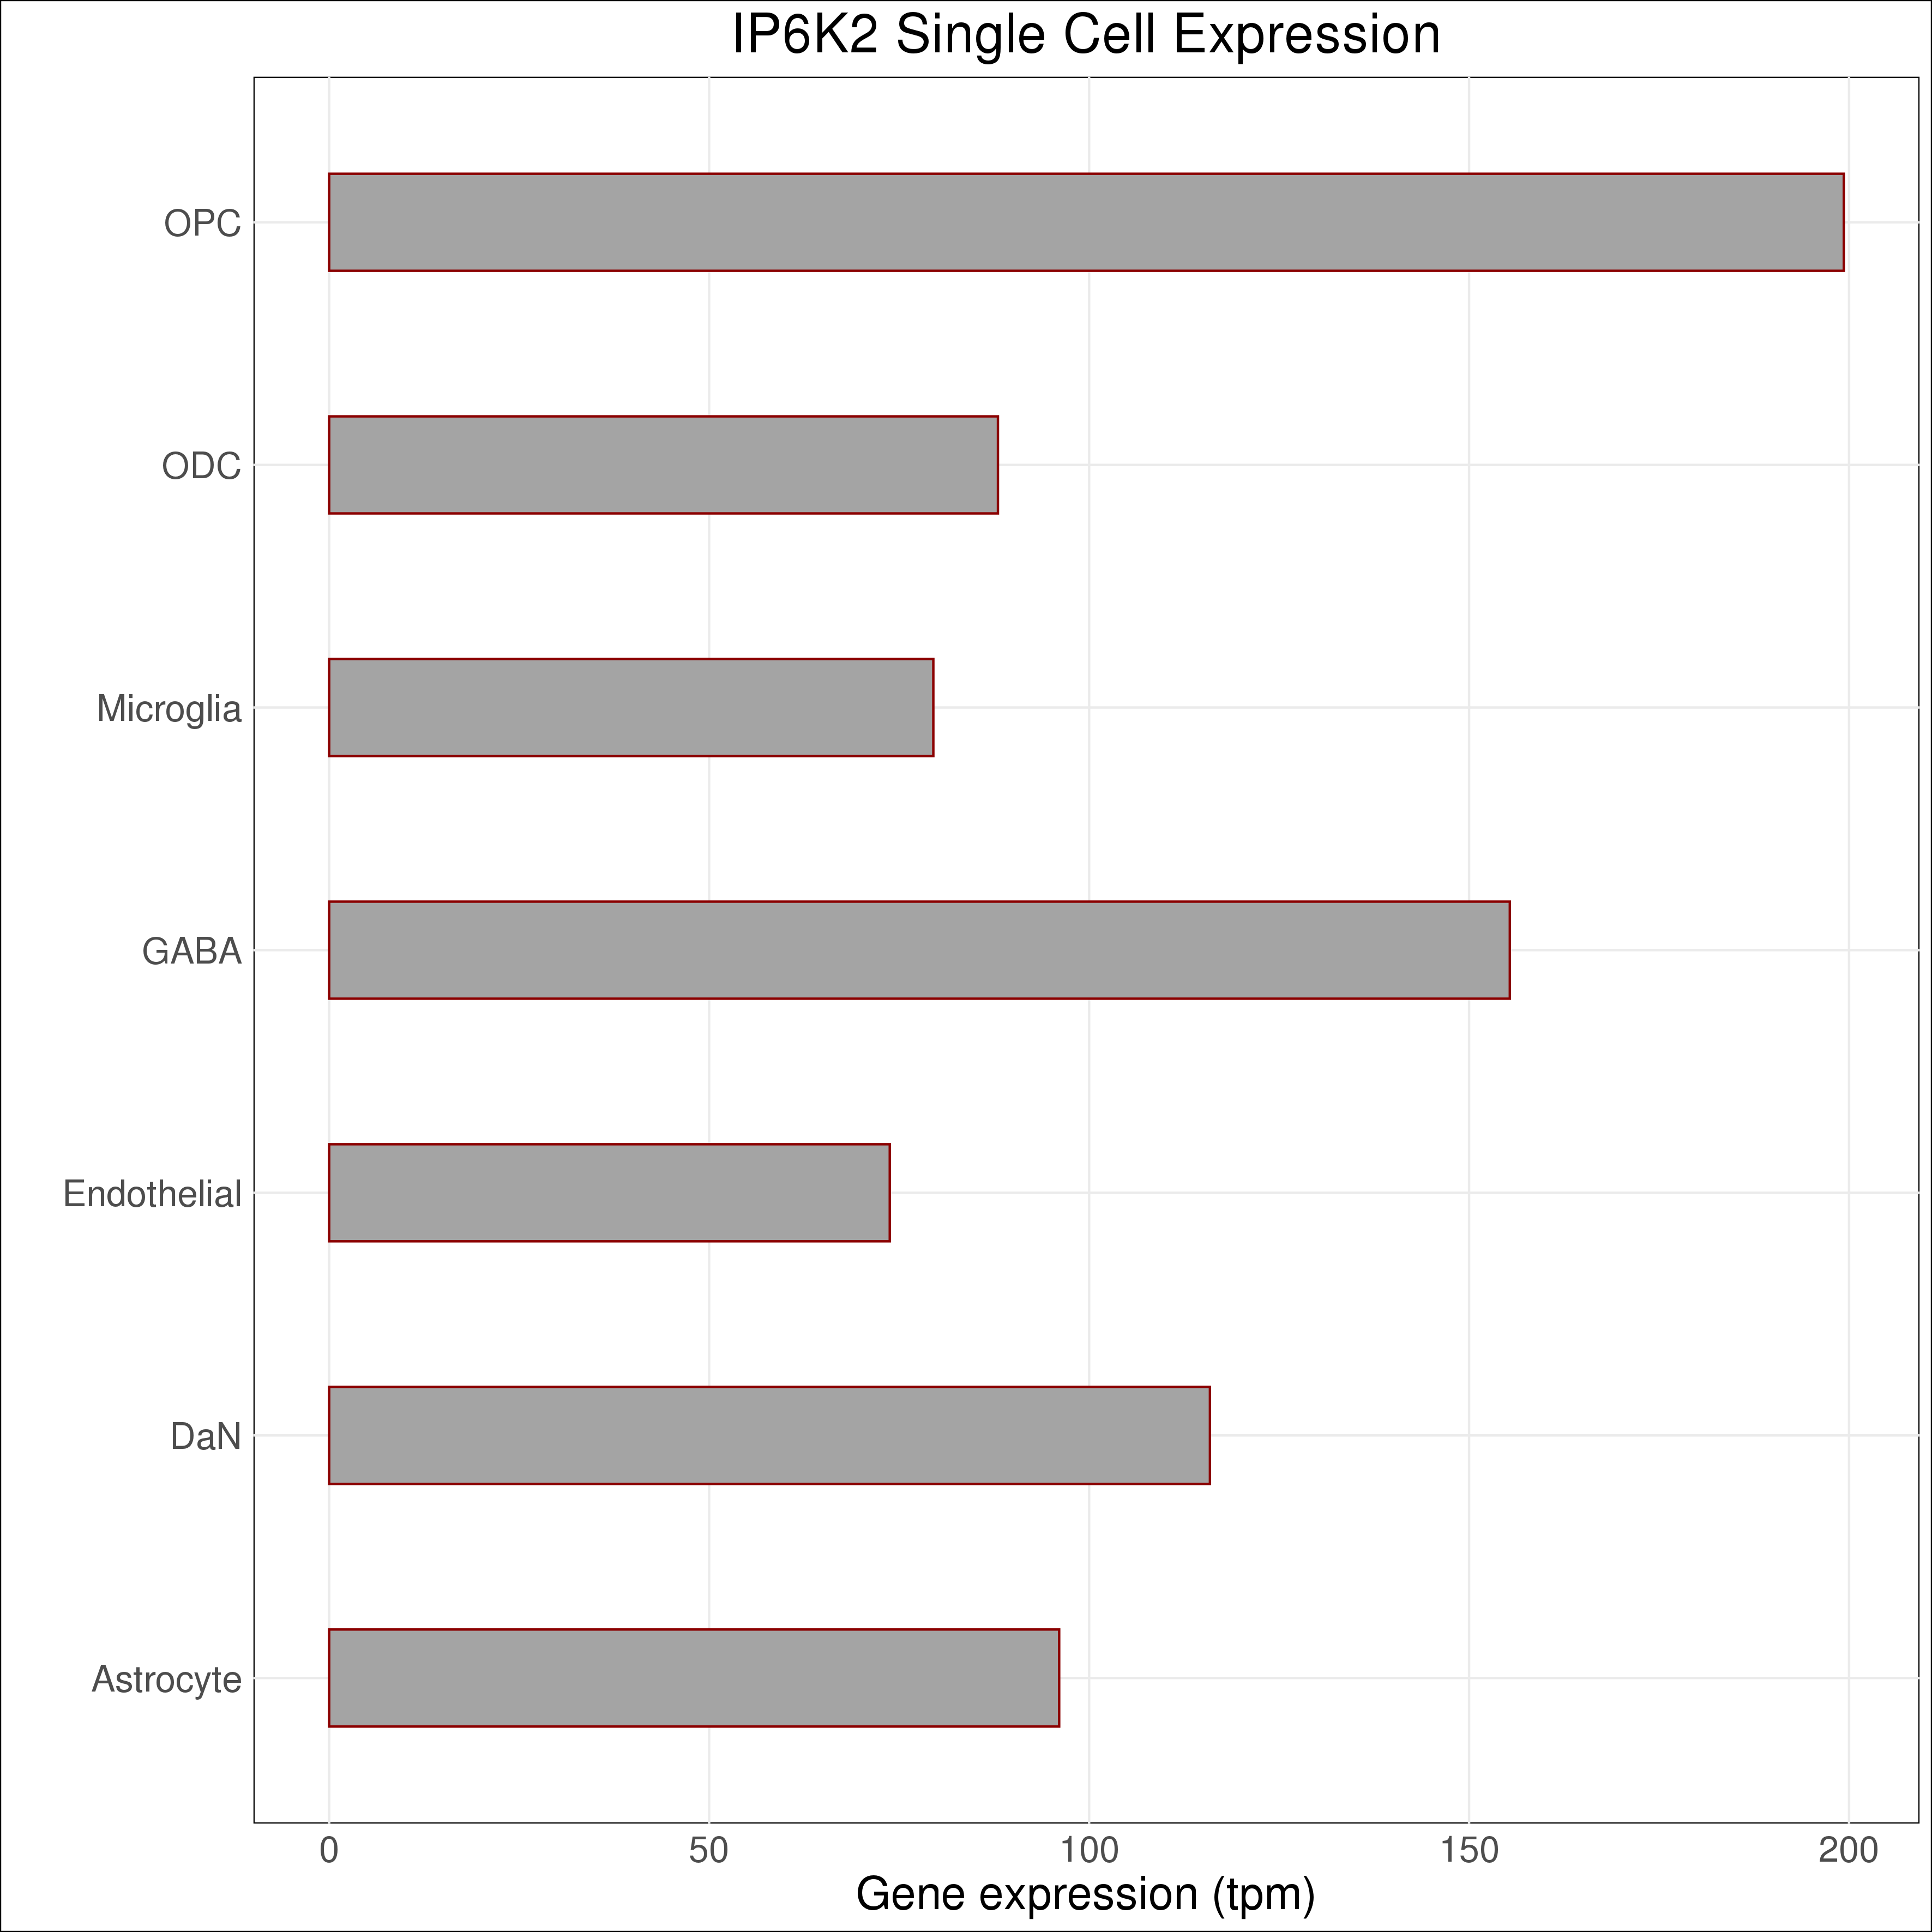 IP6K2 Single Cell Expression
OPC
ODC
Microglia
GABA
Endothelial
DaN
Astrocyte
0 50 100 150 200
Gene expression (tpm)